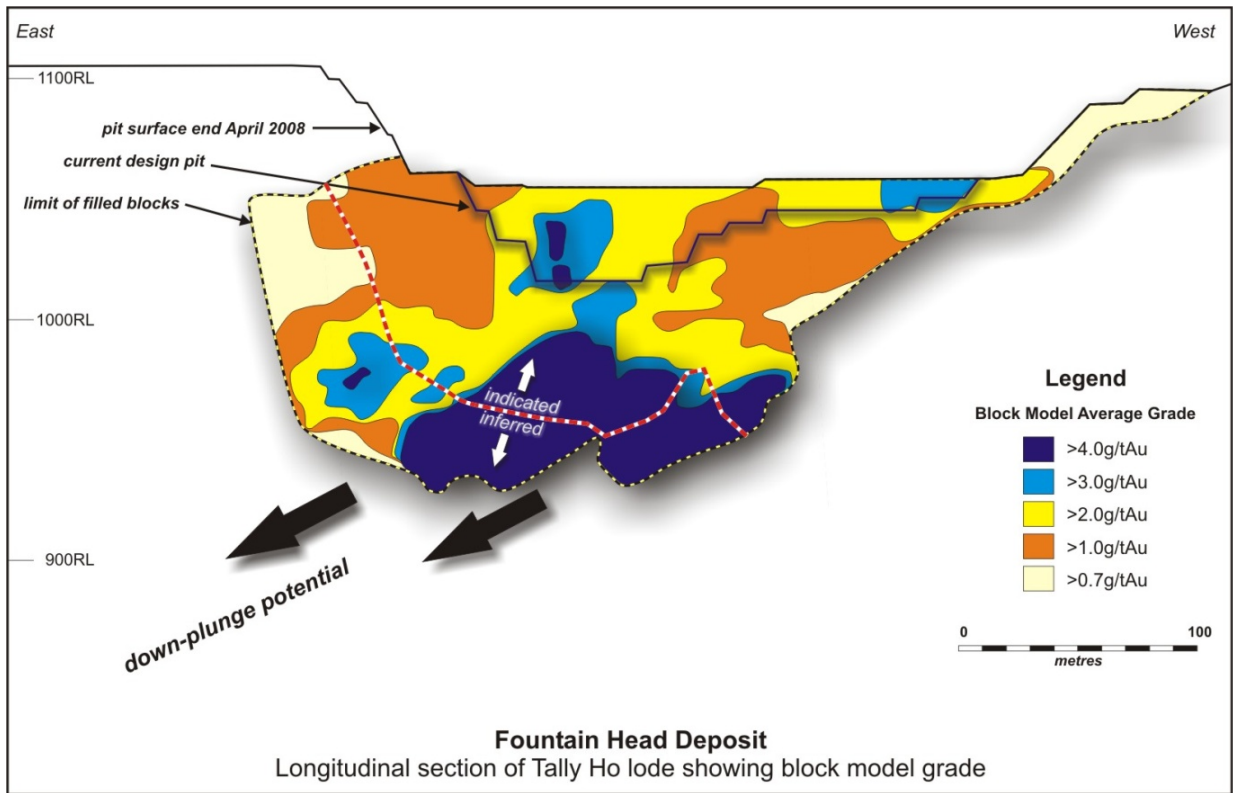 East
West
1100RL
pit surface end April 2008
current design pit
limit of filled blocks
1000RL
indicated
inferred
900RL
down-plunge potential
Legend
Block Model Average Grade
>4.0g/tAu
>3.0g/tAu
>2.0g/tAu
>1.0g/tAu
>0.7g/tAu
0 100
metres
Fountain Head Deposit
Longitudinal section of Tally Ho lode showing block model grade